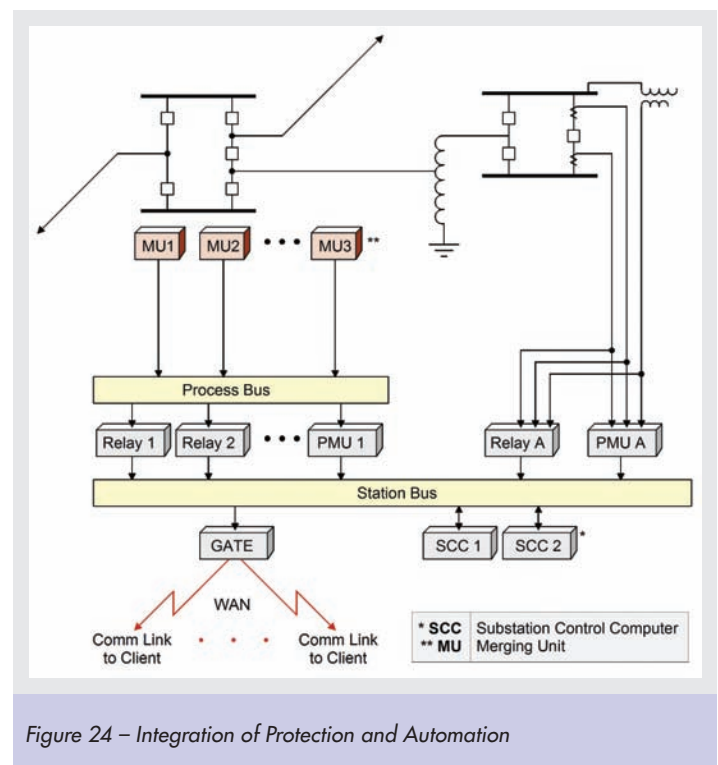 MU1 MU2 • • • MU3 **
Process Bus
Relay 1 Relay 2 • • • PMU 1 Relay A PMU A
Station Bus
GATE SCC 1 SCC 2 *
WAN
Comm Link
to Client
• • •
Comm Link
to Client
* SCC Substation Control Computer
** MU Merging Unit
Figure 24 – Integration of Protection and Automation